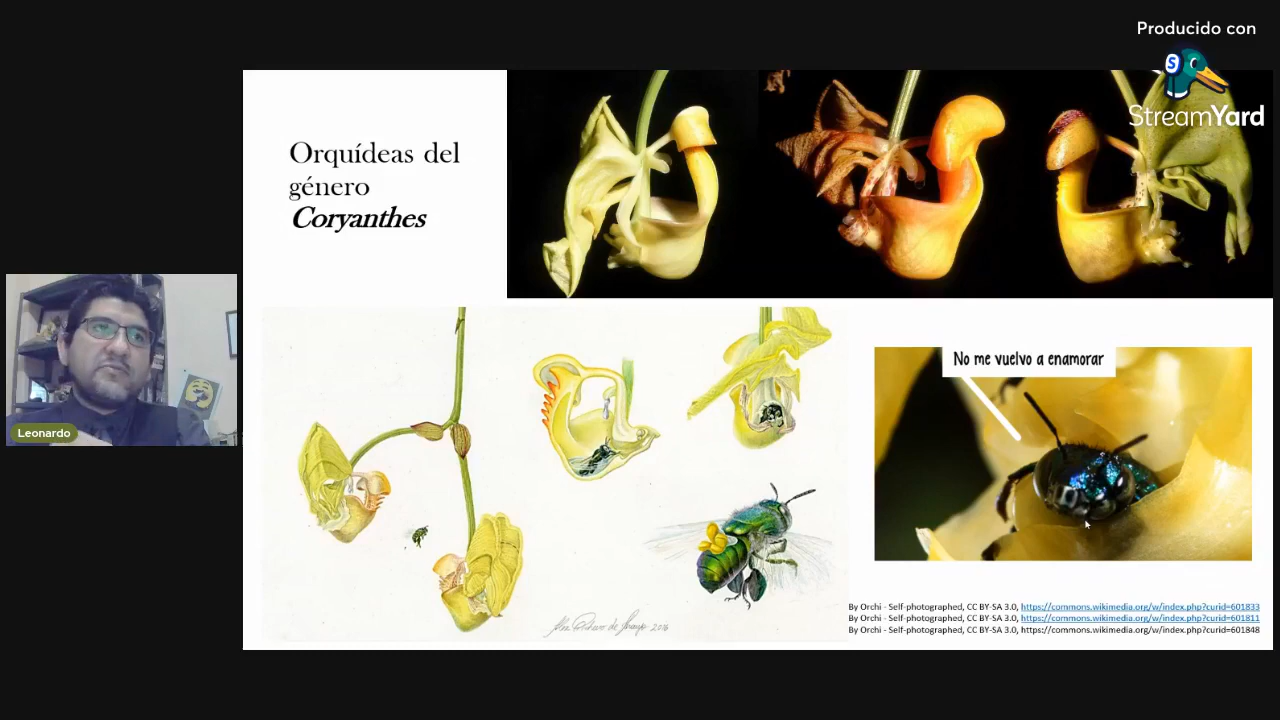 Producido con
StreamYard
Orquídeas del
género
Coryanthes
No me vuelvo a enamorar
Leonardo
2016
By Orchi - Self-photographed, CC BY-SA 3.0, https://commons.wikimedia.org/w/index.php?curid=601833
By Orchi - Self-photographed, CC BY-SA 3.0, https://commons.wikimedia.org/w/index.php?curid=601811
By Orchi - Self-photographed, CC BY-SA 3.0, https://commons.wikimedia.org/w/index.php?curid=601848